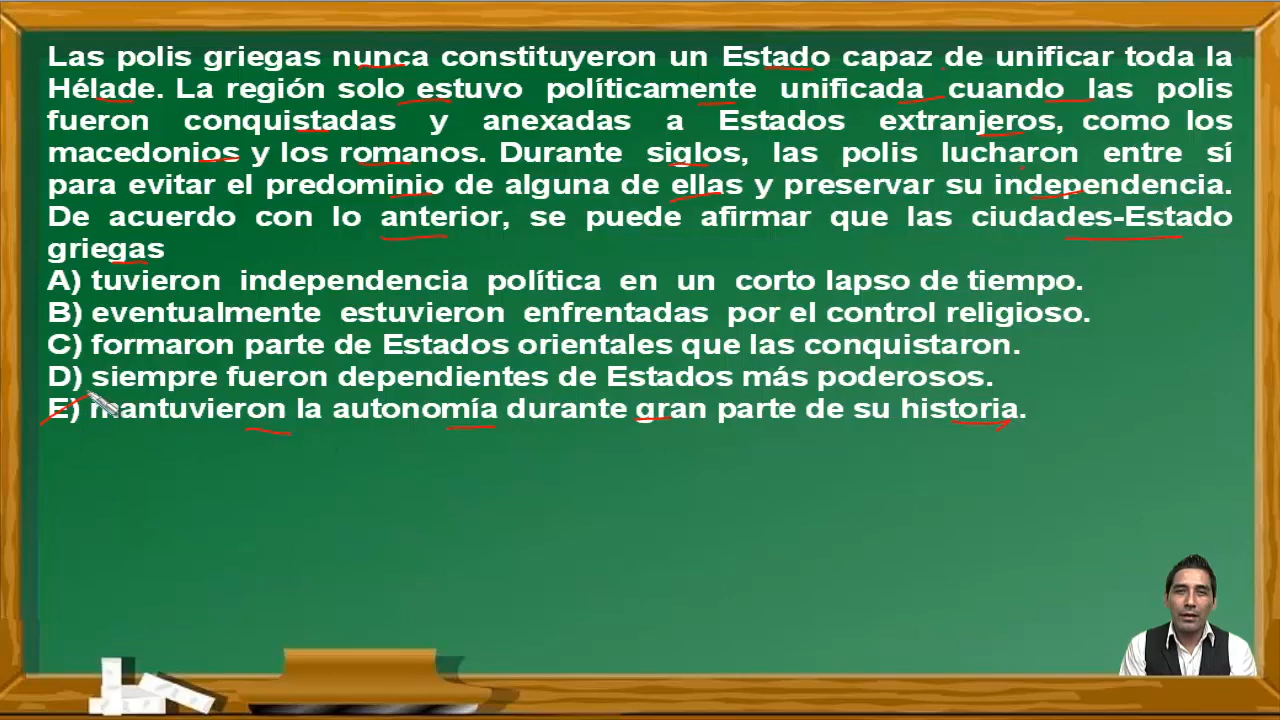 Las polis griegas nunca constituyeron un Estado capaz de unificar toda la
Hélade. La región solo estuvo políticamente unificada cuando las polis
fueron conquistadas y anexadas a Estados extranjeros, como los
macedonios y los romanos. Durante siglos, las polis lucharon entre sí
para evitar el predominio de alguna de ellas y preservar su independencia.
De acuerdo con lo anterior, se puede afirmar que las ciudades-Estado
griegas
A) tuvieron independencia política en un corto lapso de tiempo.
B) eventualmente estuvieron enfrentadas por el control religioso.
C) formaron parte de Estados orientales que las conquistaron.
D) siempre fueron dependientes de Estados más poderosos.
E) mantuvieron la autonomía durante gran parte de su historia.